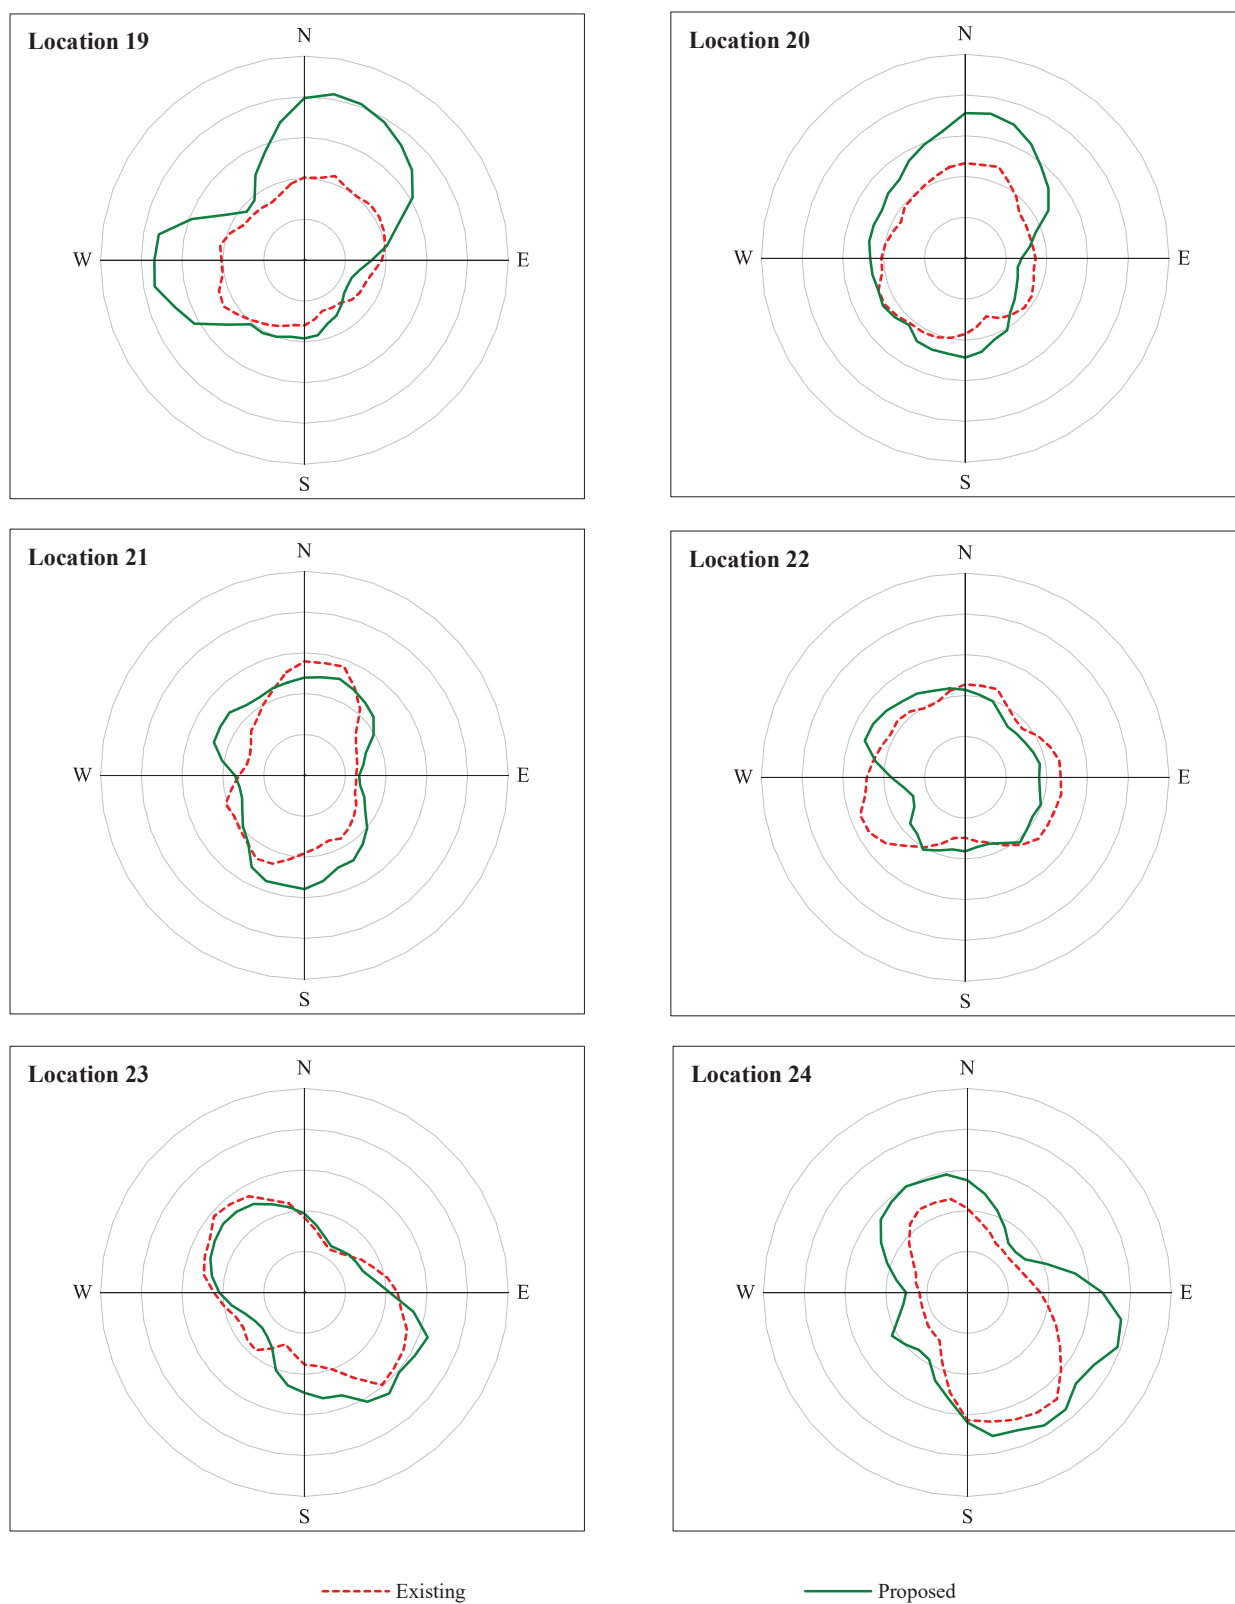 Location 19
N
W
E
S
Location 20
N
W
E
S
Location 21
N
W
E
S
Location 22
N
W
E
S
Location 23
N
W
E
S
Location 24
N
W
E
S
Existing
Proposed